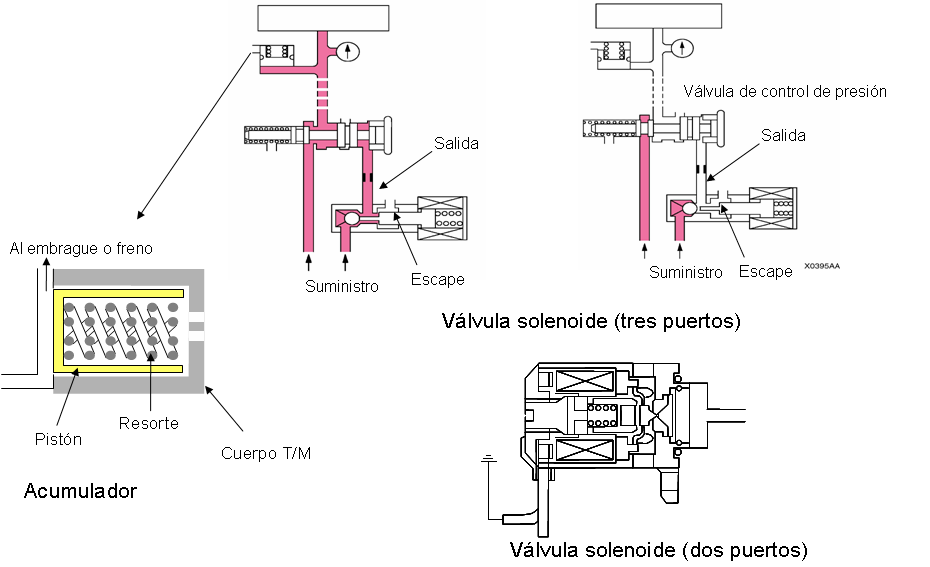 Válvula de control de presión
Salida
Salida
Al embrague o freno
Suministro
Escape
Suministro
Escape
X0395AA
Válvula solenoide (tres puertos)
Pistón
Resorte
Cuerpo T/M
Acumulador
Válvula solenoide (dos puertos)